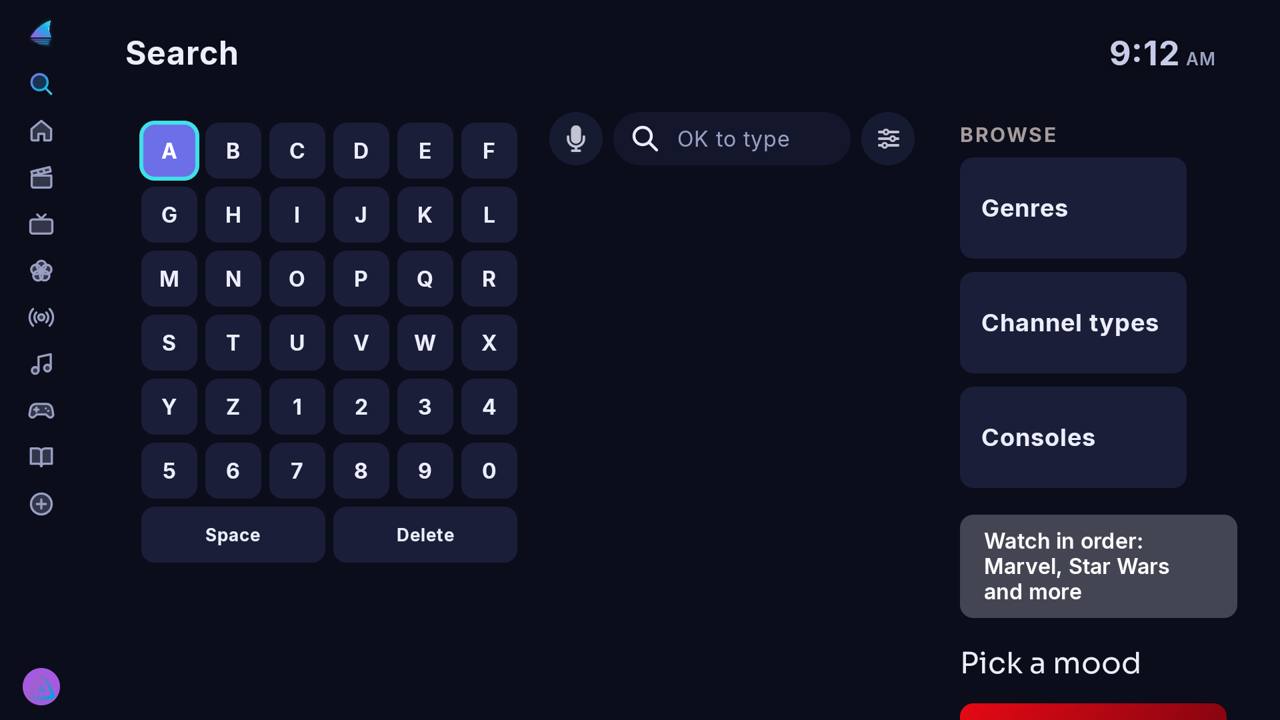 Search
9:12 AM
A B C D E F
G H I J K L
M N O P Q R
S T U V W X
Y Z 1 2 3 4
5 6 7 8 9 0
Space Delete
OK to type
BROWSE
Genres
Channel types
Consoles
Watch in order:
Marvel, Star Wars
and more
Pick a mood